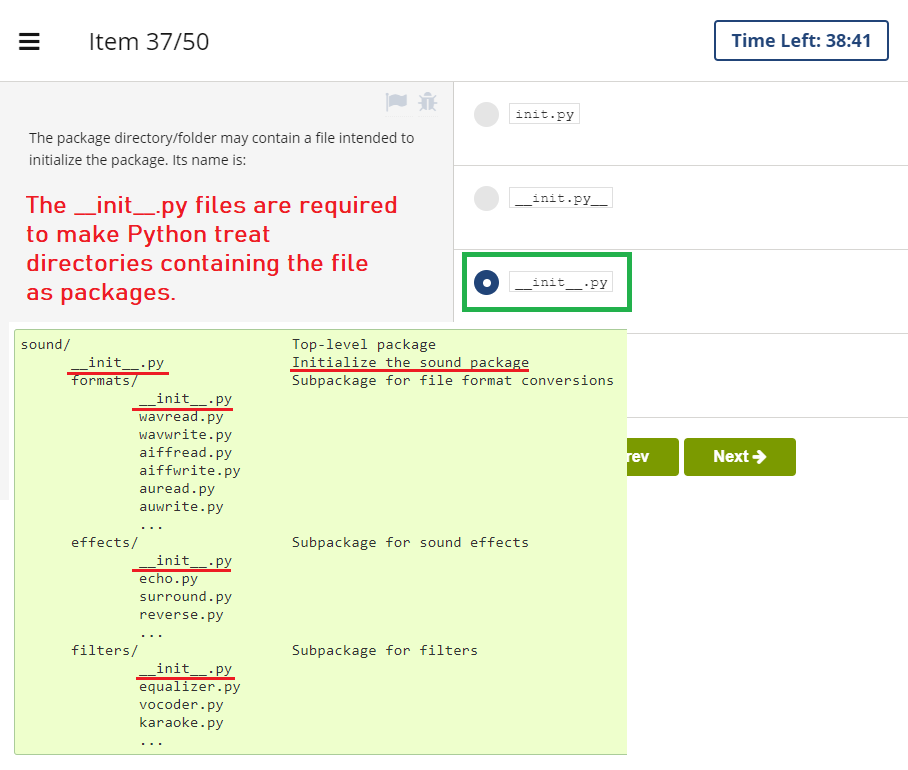 Item 37/50
Time Left: 38:41
The package directory/folder may contain a file intended to
initialize the package. Its name is:
The __init__.py files are required
to make Python treat
directories containing the file
as packages.
init.py
__init.py__
__init__.py
sound/ Top-level package
__init__.py Initialize the sound package
formats/ Subpackage for file format conversions
__init__.py
wavread.py
wavwrite.py
aiffread.py
aiffwrite.py
auread.py
auwrite.py
...
effects/ Subpackage for sound effects
__init__.py
echo.py
surround.py
reverse.py
...
filters/ Subpackage for filters
__init__.py
equalizer.py
vocoder.py
karaoke.py
...
rev
Next